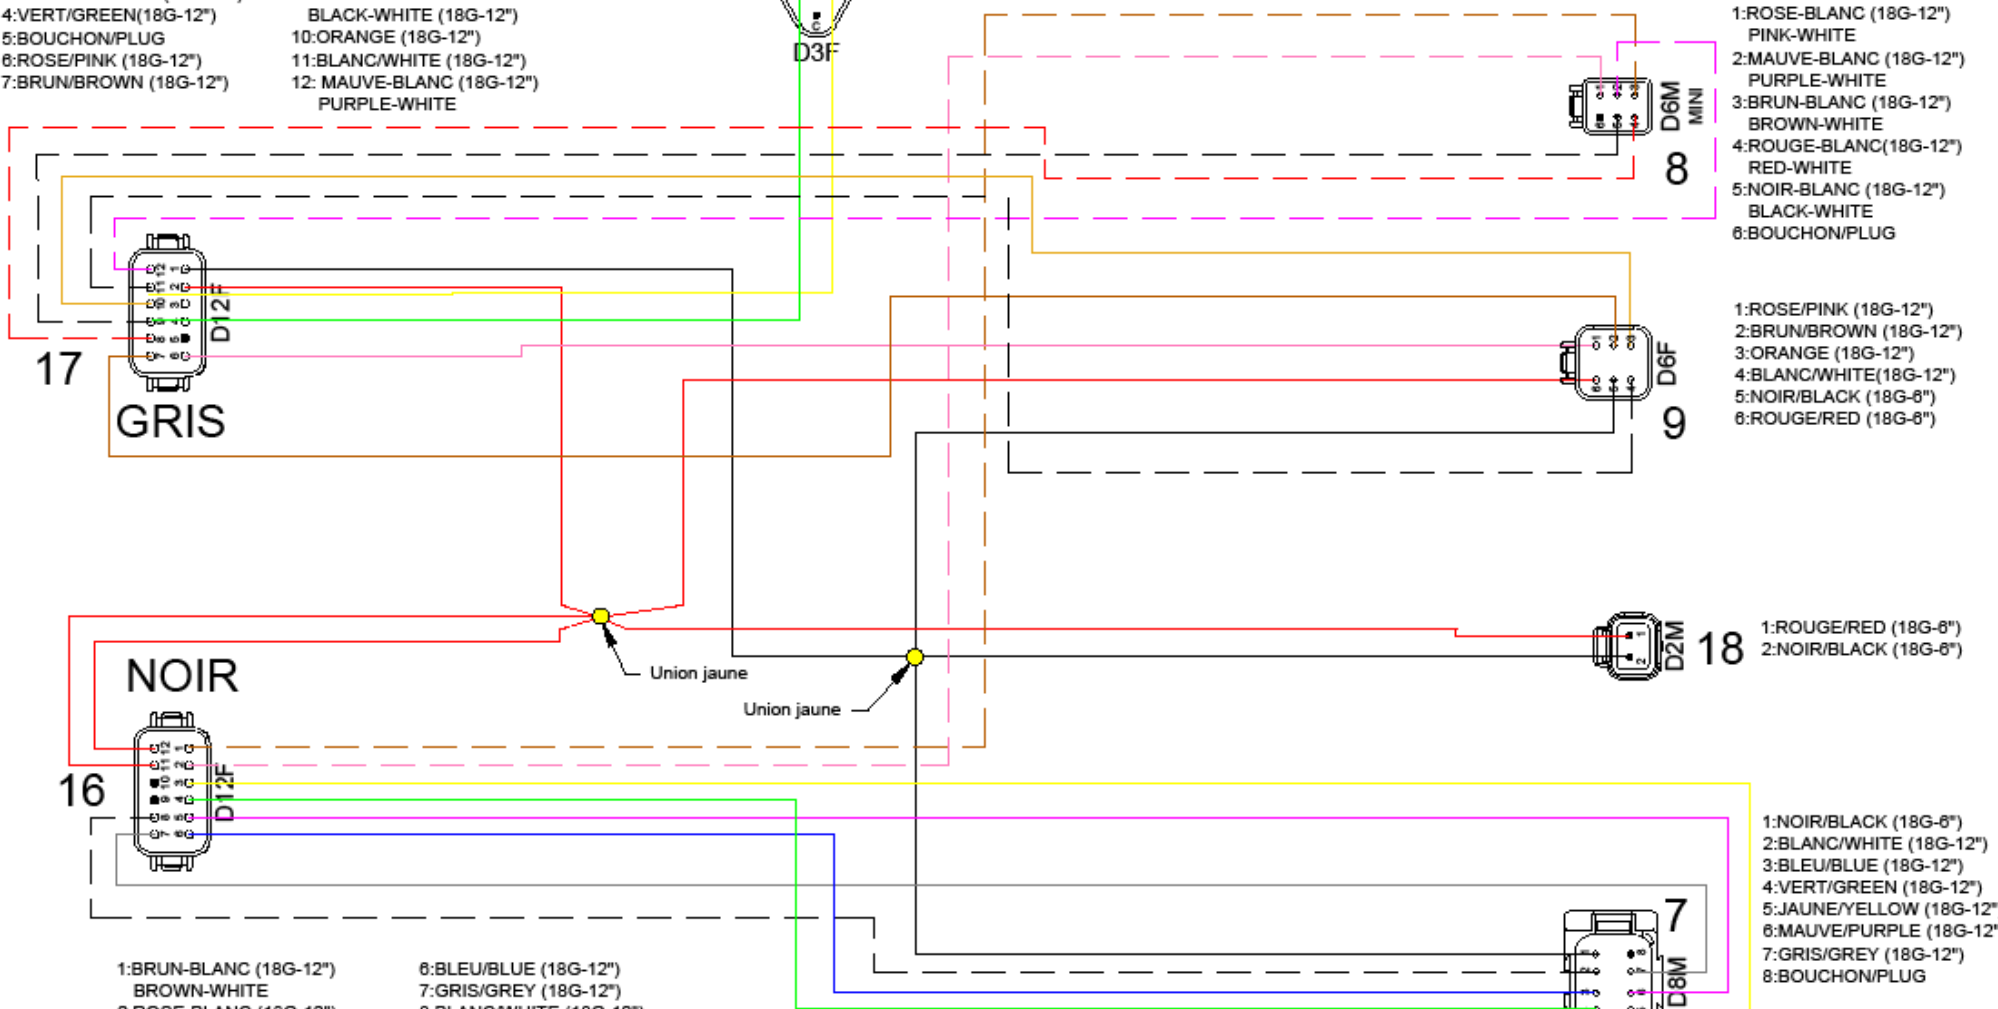 4:VERT/GREEN(18G-12")
5:BOUCHON/PLUG
6:ROSE/PINK (18G-12")
7:BRUN/BROWN (18G-12")
BLACK-WHITE (18G-12")
10:ORANGE (18G-12")
11:BLANC/WHITE (18G-12")
12: MAUVE-BLANC (18G-12")
PURPLE-WHITE
C
D3F
1:ROSE-BLANC (18G-12")
PINK-WHITE
2:MAUVE-BLANC (18G-12")
PURPLE-WHITE
3:BRUN-BLANC (18G-12")
BROWN-WHITE
4:ROUGE-BLANC(18G-12")
RED-WHITE
5:NOIR-BLANC (18G-12")
BLACK-WHITE
6:BOUCHON/PLUG
D6M
MINI
8
D12F
17
GRIS
1:ROSE/PINK (18G-12")
2:BRUN/BROWN (18G-12")
3:ORANGE (18G-12")
4:BLANC/WHITE(18G-12")
5:NOIR/BLACK (18G-6")
6:ROUGE/RED (18G-6")
D6F
9
Union jaune
Union jaune
D2M
18
1:ROUGE/RED (18G-6")
2:NOIR/BLACK (18G-6")
NOIR
16
D12F
1:NOIR/BLACK (18G-6")
2:BLANC/WHITE (18G-12")
3:BLEU/BLUE (18G-12")
4:VERT/GREEN (18G-12")
5:JAUNE/YELLOW (18G-12"
6:MAUVE/PURPLE (18G-12"
7:GRIS/GREY (18G-12")
8:BOUCHON/PLUG
7
D8M
1:BRUN-BLANC (18G-12")
BROWN-WHITE
6:BLEU/BLUE (18G-12")
7:GRIS/GREY (18G-12")